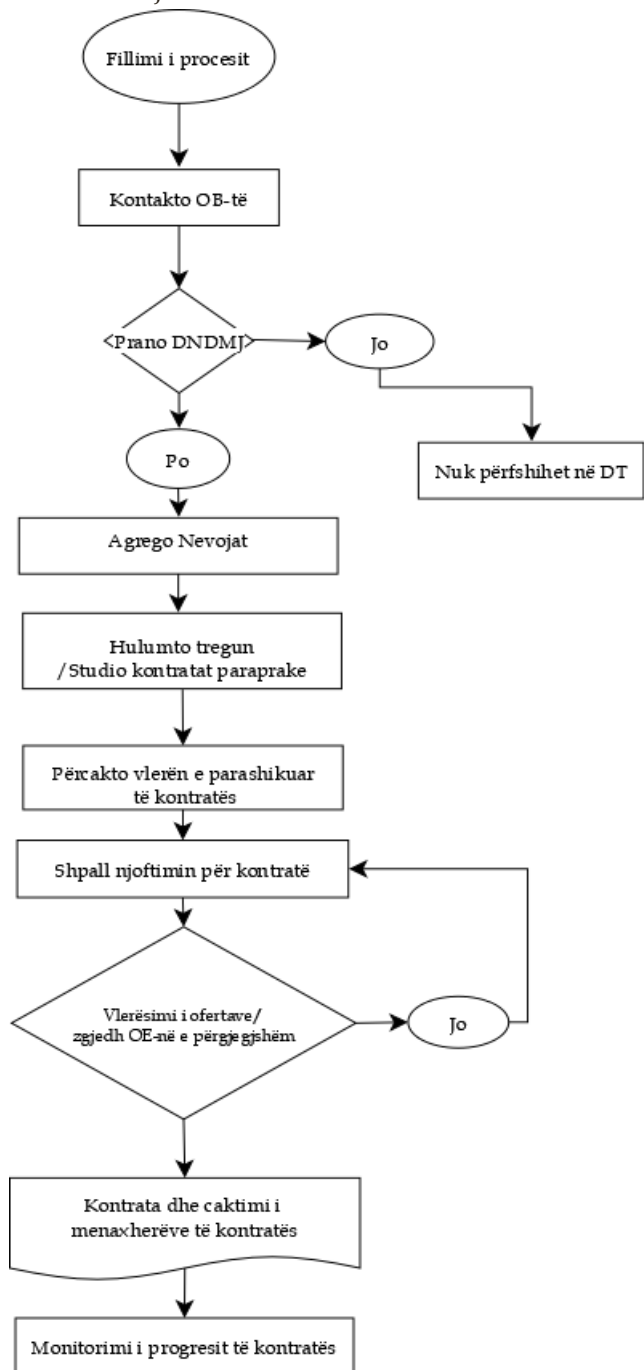 Fillimi i procesit
Kontakto OB-të
Prano DNDMJ
Jo
Po
Nuk përfshihet në DT
Agrego Nevojat
Hulumto tregun
/Studio kontratat paraprake
Përcakto vlerën e parashikuar
të kontratës
Shpall njoftimin për kontratë
Vlerësimi i ofertave/
zgjedh OE-në e përgjegjshëm
Jo
Kontrata dhe caktimi i
menaxherëve të kontratës
Monitorimi i progresit të kontratës